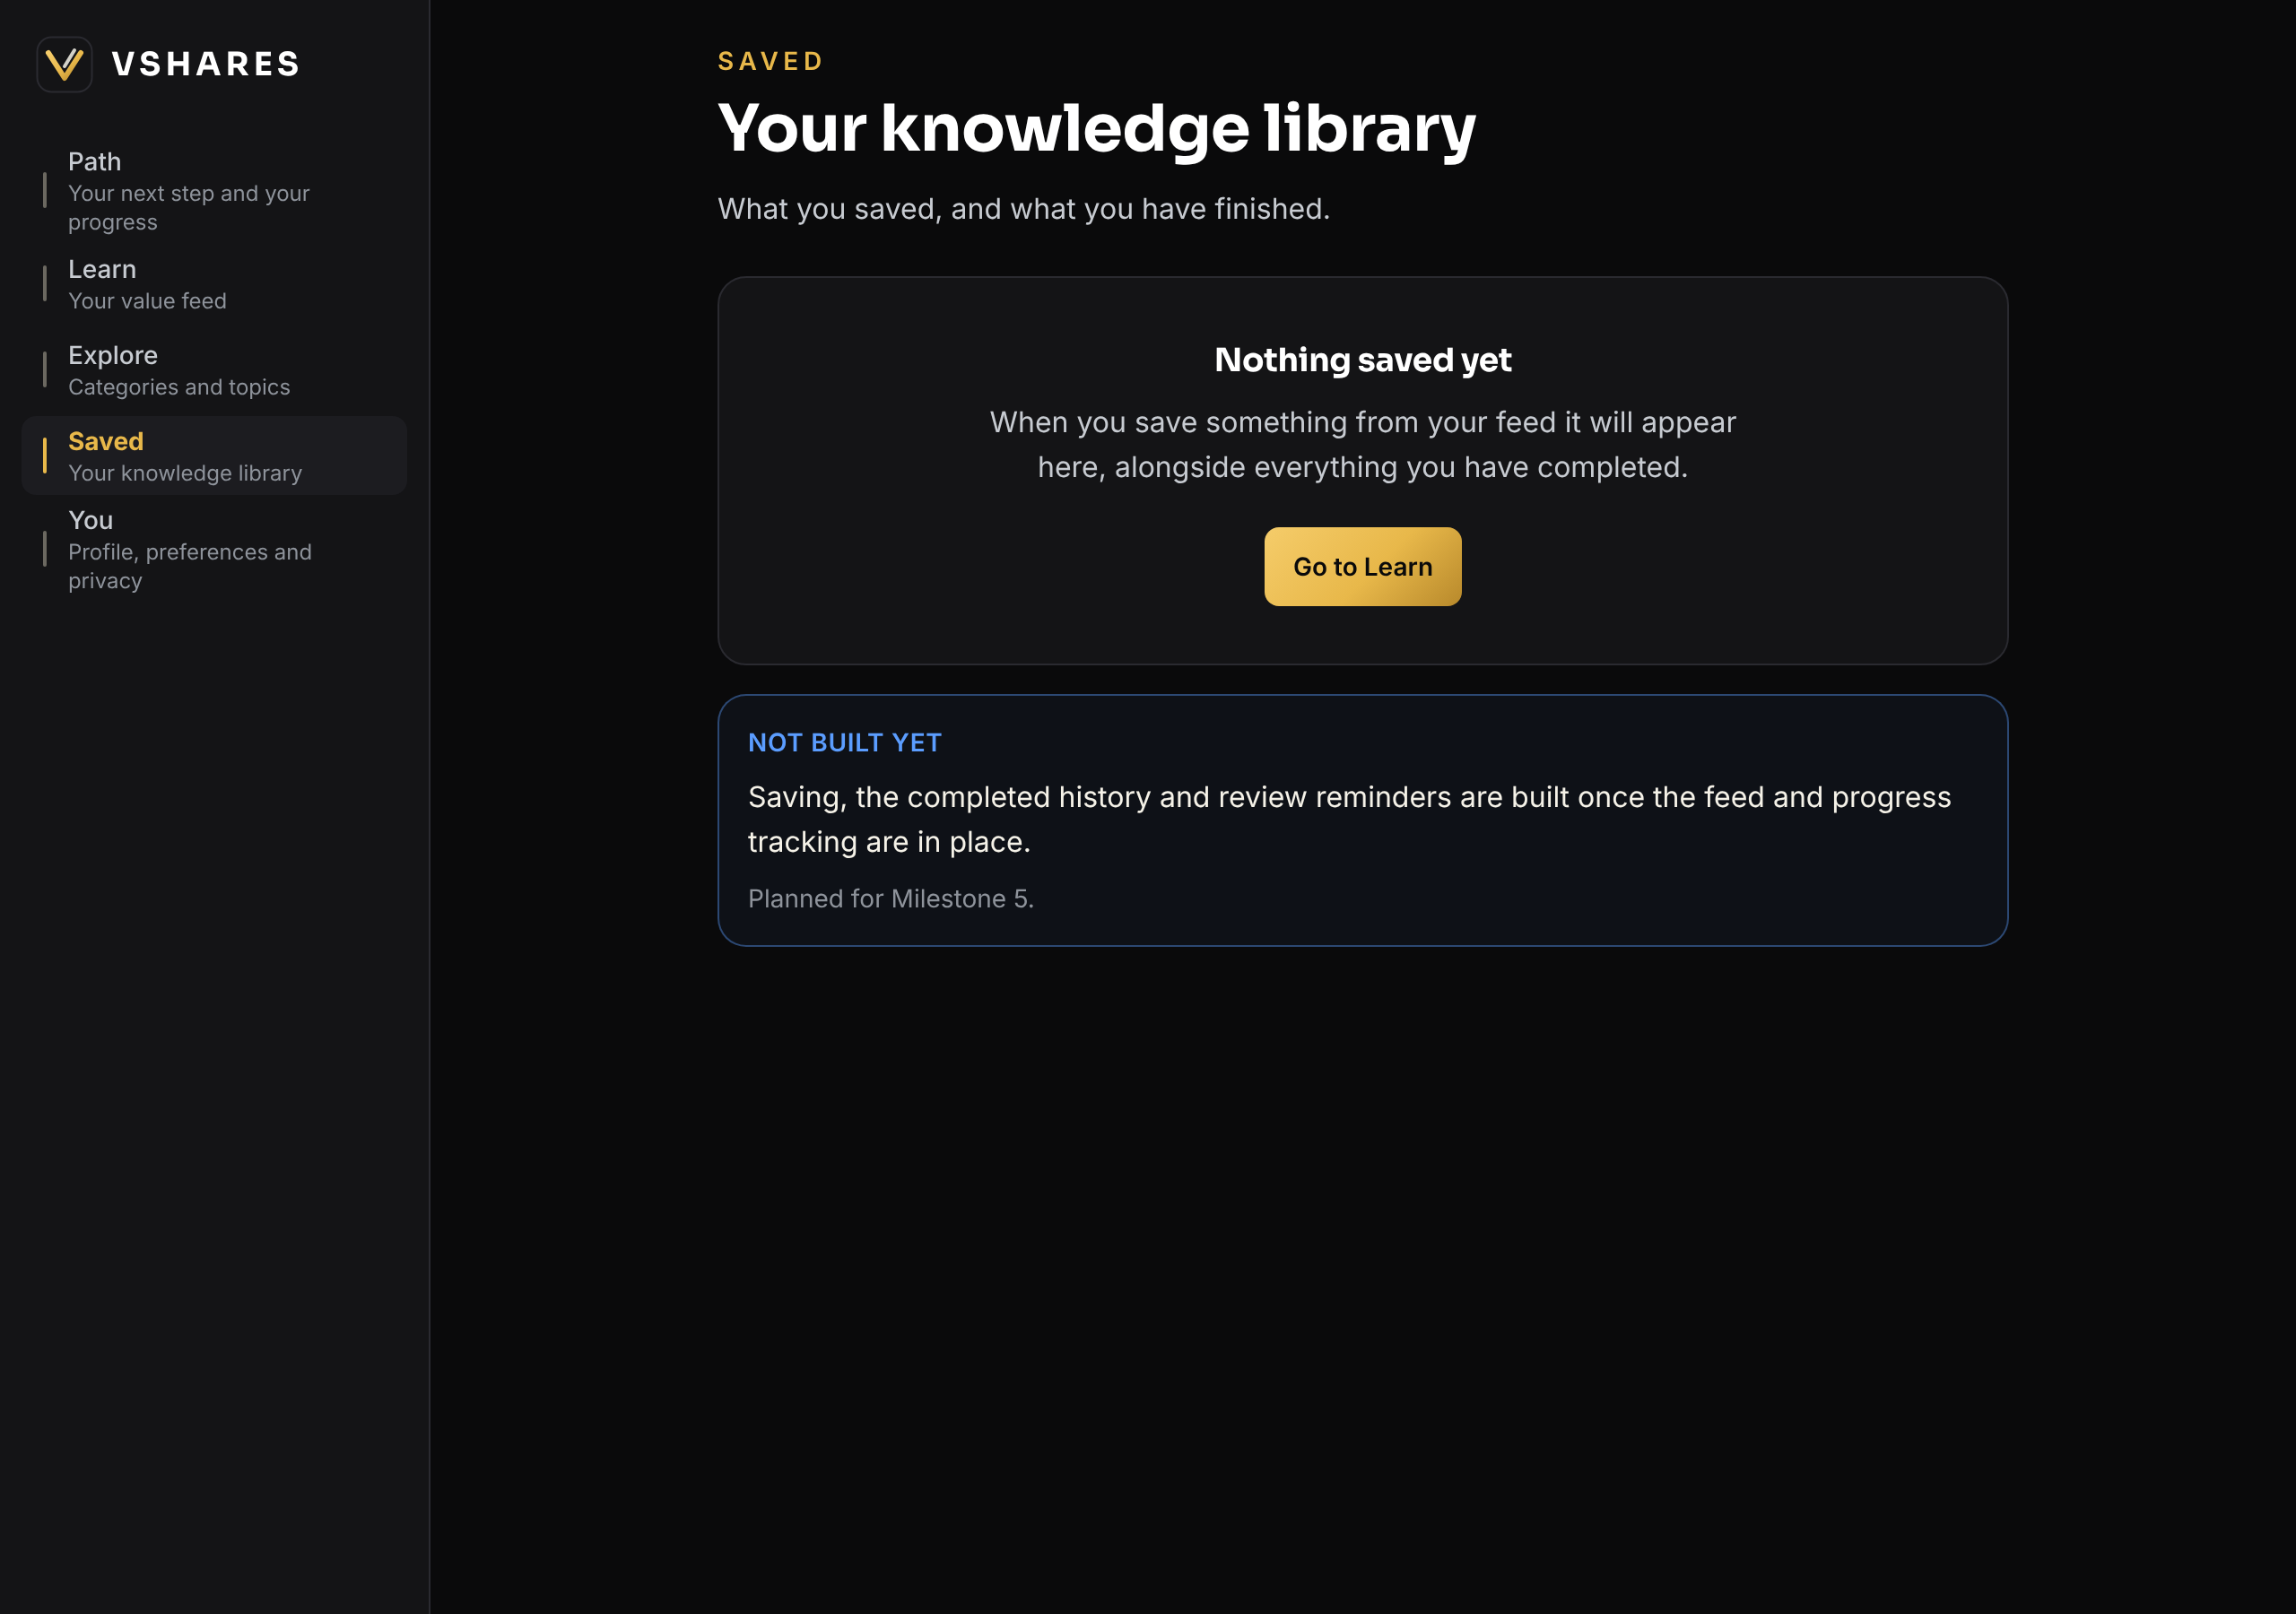 VSHARES
Path
Your next step and your
progress
Learn
Your value feed
Explore
Categories and topics
Saved
Your knowledge library
You
Profile, preferences and
privacy
SAVED
Your knowledge library
What you saved, and what you have finished.
Nothing saved yet
When you save something from your feed it will appear
here, alongside everything you have completed.
Go to Learn
NOT BUILT YET
Saving, the completed history and review reminders are built once the feed and progress
tracking are in place.
Planned for Milestone 5.